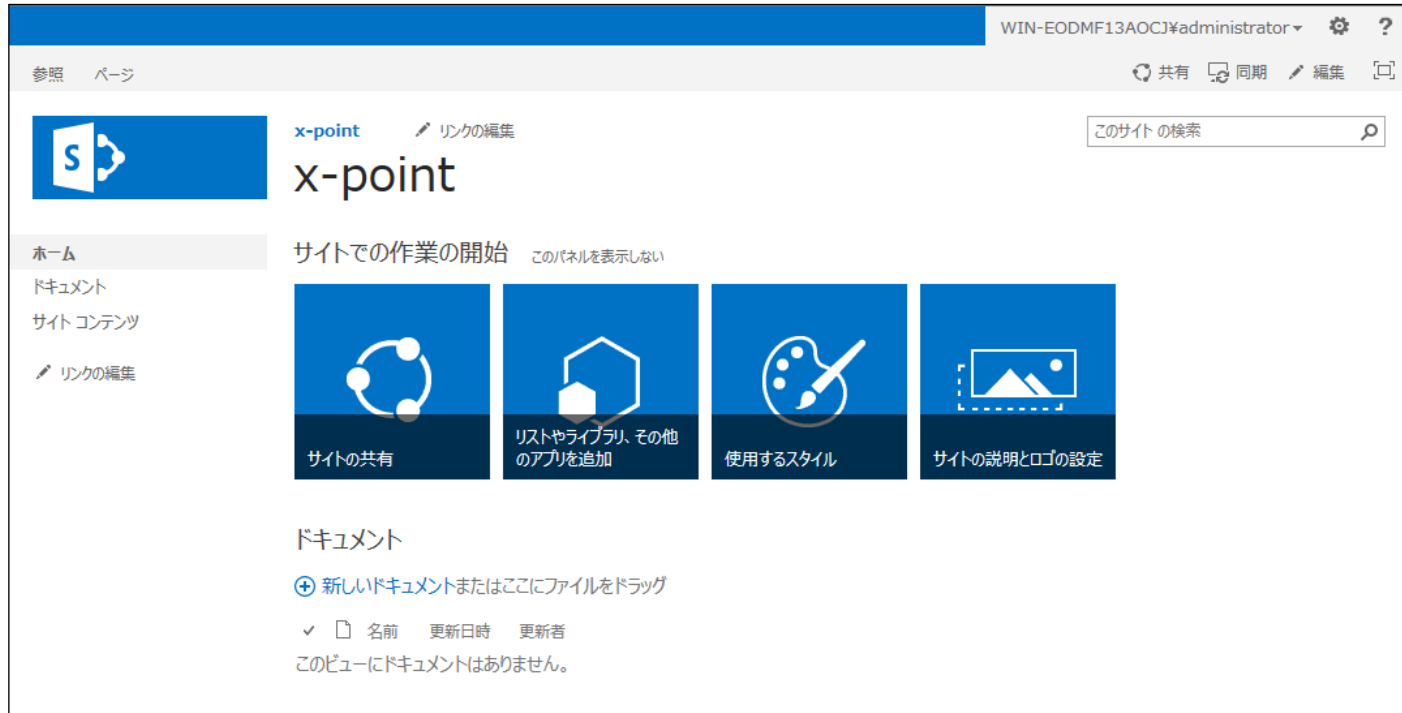 WIN-EODMF13AOCJ¥administrator
?
参照 ページ
共有 同期 編集
S
x-point リンクの編集
このサイト の検索
x-point
ホーム
ドキュメント
サイト コンテンツ
リンクの編集
サイトでの作業の開始 このパネルを表示しない
サイトの共有
リストやライブラリ、その他
のアプリを追加
使用するスタイル
サイトの説明とロゴの設定
ドキュメント
新しいドキュメントまたはここにファイルをドラッグ
名前 更新日時 更新者
このビューにドキュメントはありません。